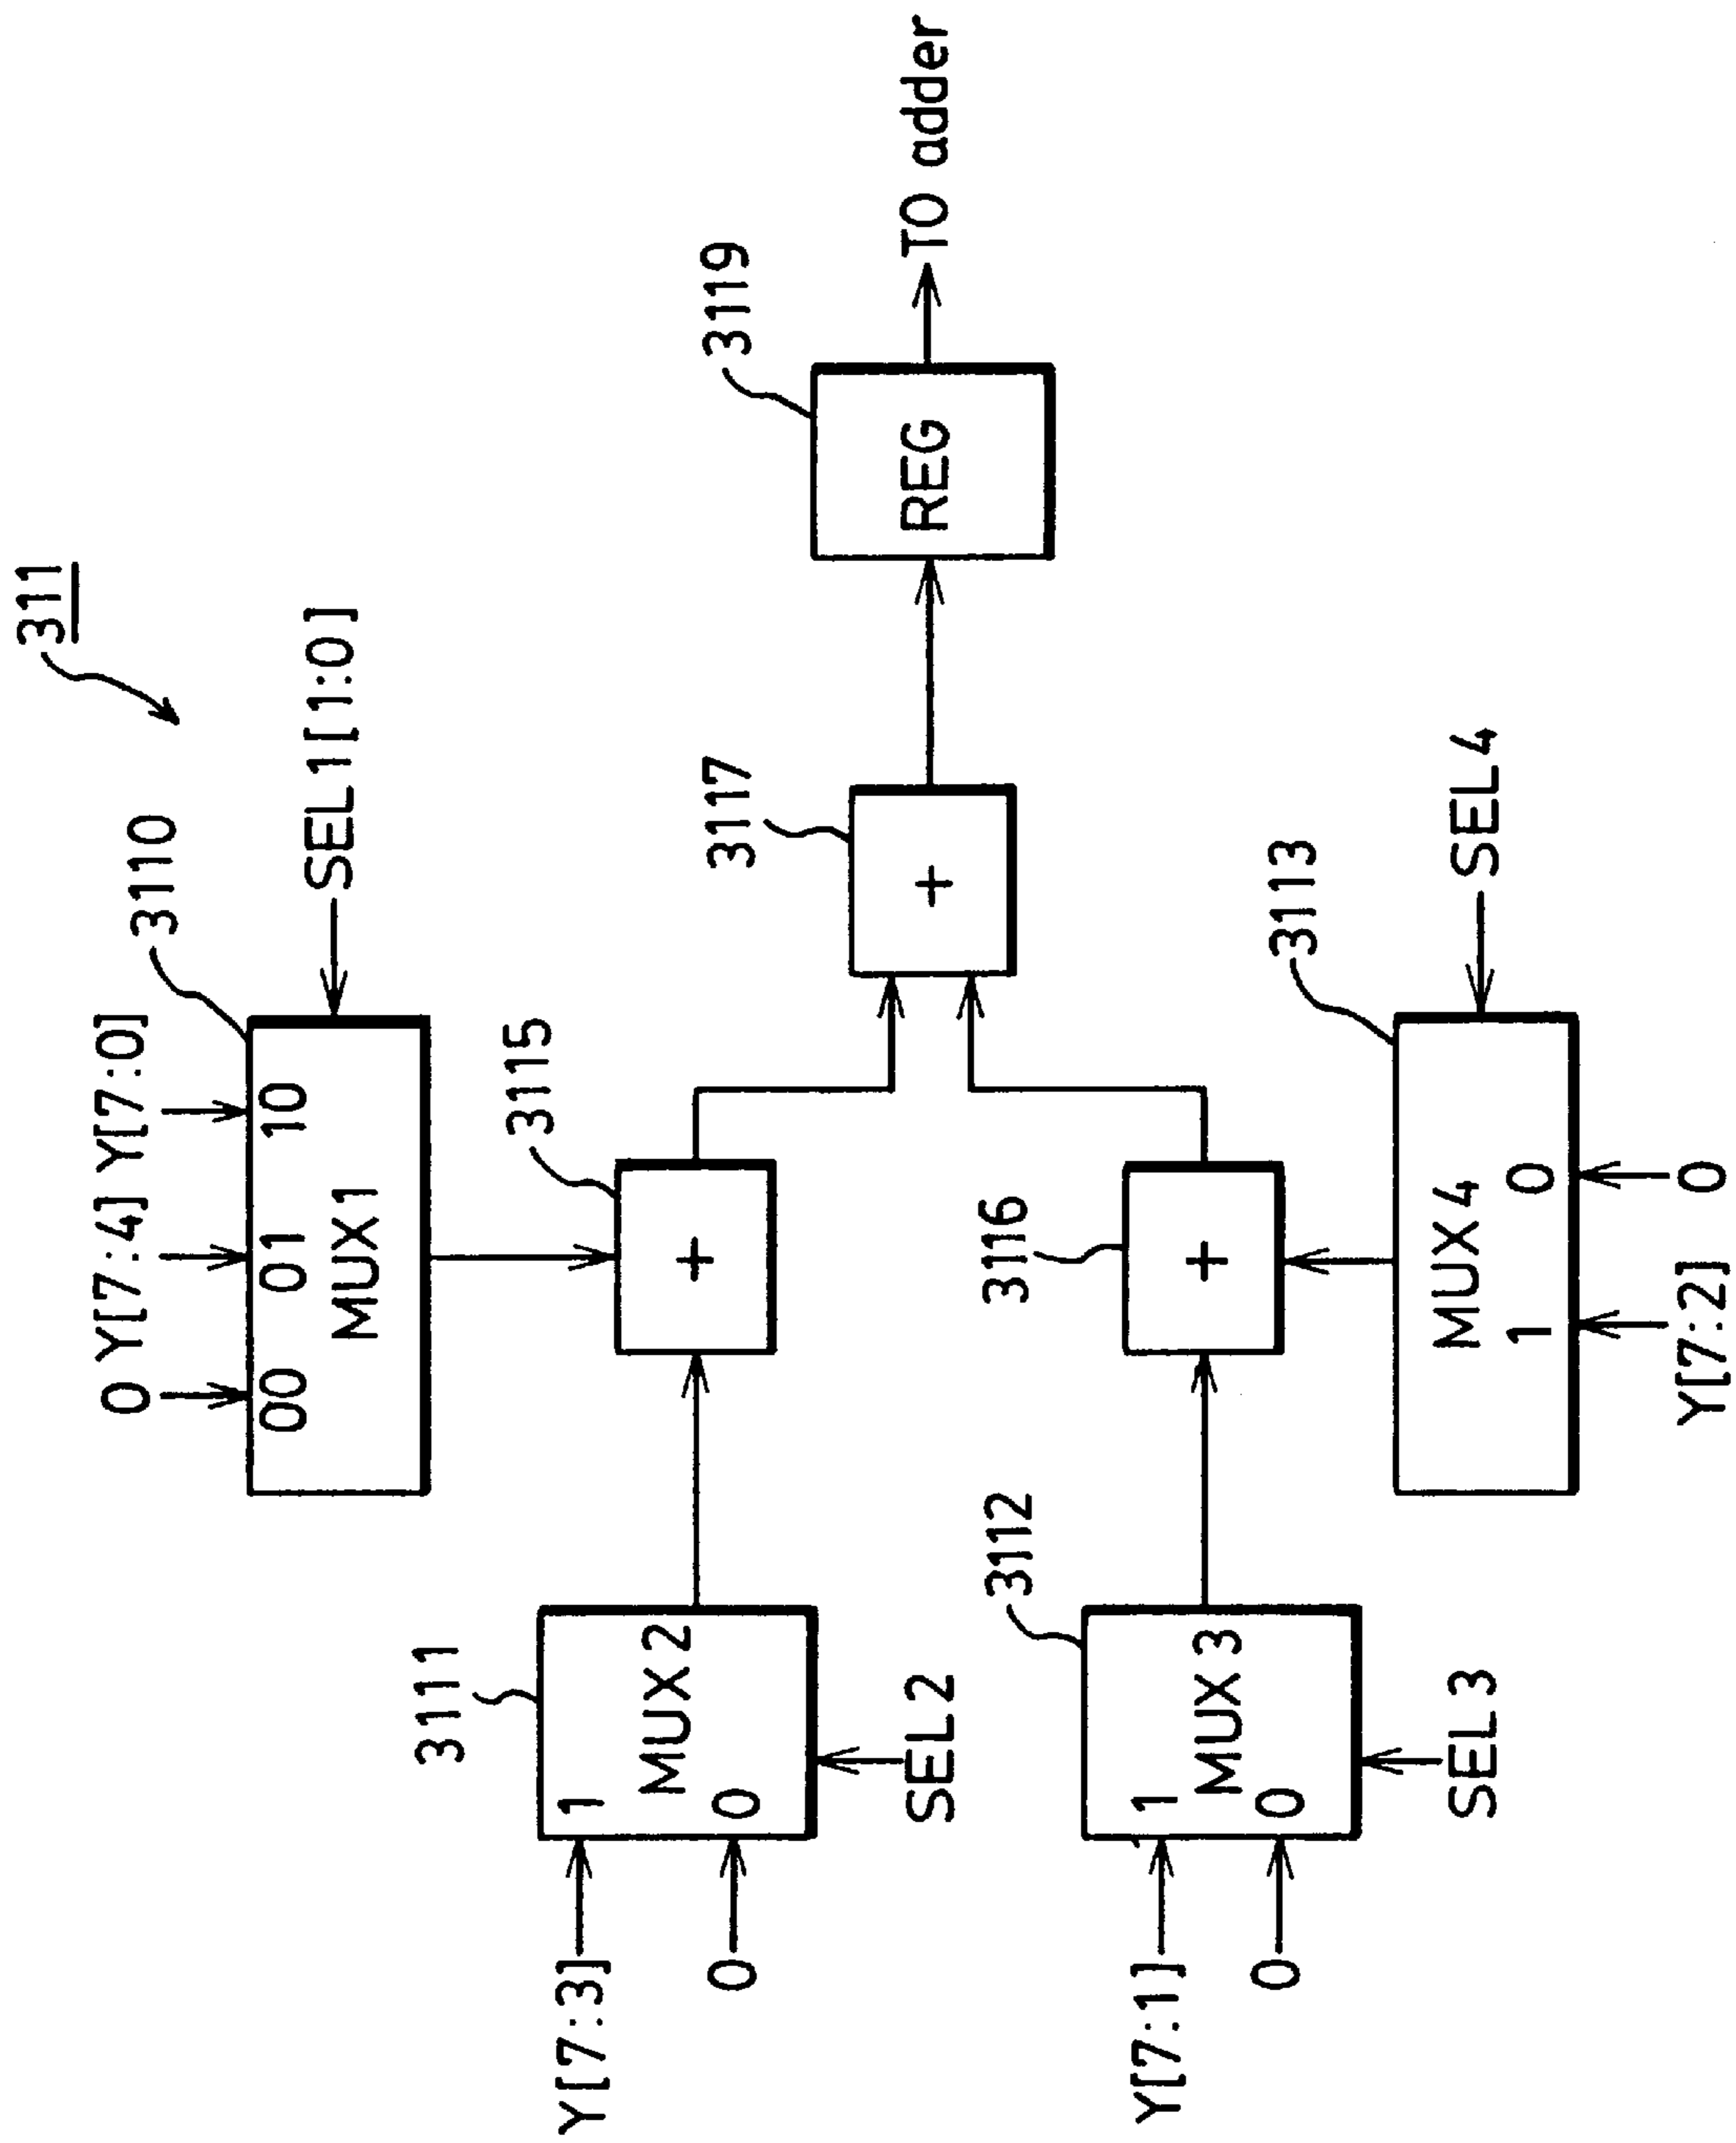 311
0 Y[7:4] Y[7:0]
3110
00 01 10
MUX1
SEL1[1:0]
3111
Y[7:3]
1
MUX2
0
0
SEL2
3115
+
3117
+
3119
REG
TO adder
3112
Y[7:1]
1
MUX3
0
0
SEL3
3116
+
3113
MUX4
1 0
SEL4
Y[7:2] 0